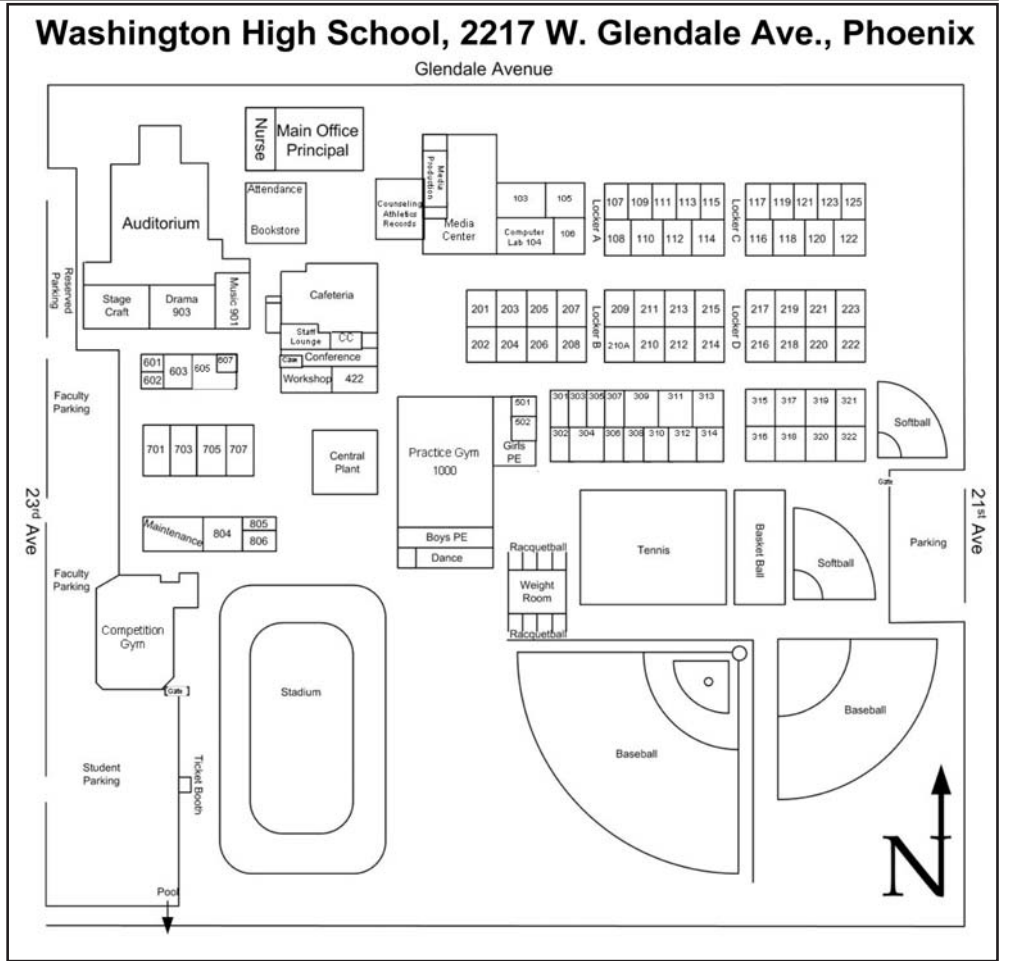 Washington High School, 2217 W. Glendale Ave., Phoenix
Glendale Avenue
Nurse
Main Office
Principal
Attendance
Bookstore
Auditorium
Stage
Craft
Drama
903
Music 901
Reserved
Parking
Counseling
Athletics
Records
Media
Production
Media
Center
103
105
Computer
Lab 104
106
Locker A
107
109
111
113
115
108
110
112
114
Locker C
117
119
121
123
125
116
118
120
122
Cafeteria
Staff
Lounge
CC
Conference
Case
Workshop
422
201
203
205
207
202
204
206
208
Locker B
209
211
213
215
210A
210
212
214
Locker D
217
219
221
223
216
218
220
222
601
602
603
605
607
Faculty
Parking
701
703
705
707
Central
Plant
Practice Gym
1000
501
502
Girls
PE
Boys PE
Dance
301
303
305
307
309
311
313
302
304
306
308
310
312
314
315
317
319
321
316
318
320
322
Softball
Gate
23rd Ave
21st Ave
Parking
Maintenance
804
805
806
Faculty
Parking
Competition
Gym
Gate
Racquetball
Weight
Room
Racquetball
Tennis
Basket Ball
Softball
Stadium
Baseball
Baseball
Student
Parking
Ticket Booth
Pool
N